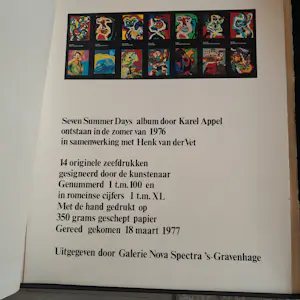 Seven Summer Days album door Karel Appel
ontstaan in de zomer van 1976
in samenwerking met Henk van der Vet
14 originele zeefdrukken
gesigneerd door de kunstenaar
Genummerd 1 t.m. 100 en
in romeinse cijfers 1 t.m. XL
Met de hand gedrukt op
350 grams geschept papier
Gereed gekomen 18 maart 1977
Uitgegeven door Galerie Nova Spectra 's-Gravenhage